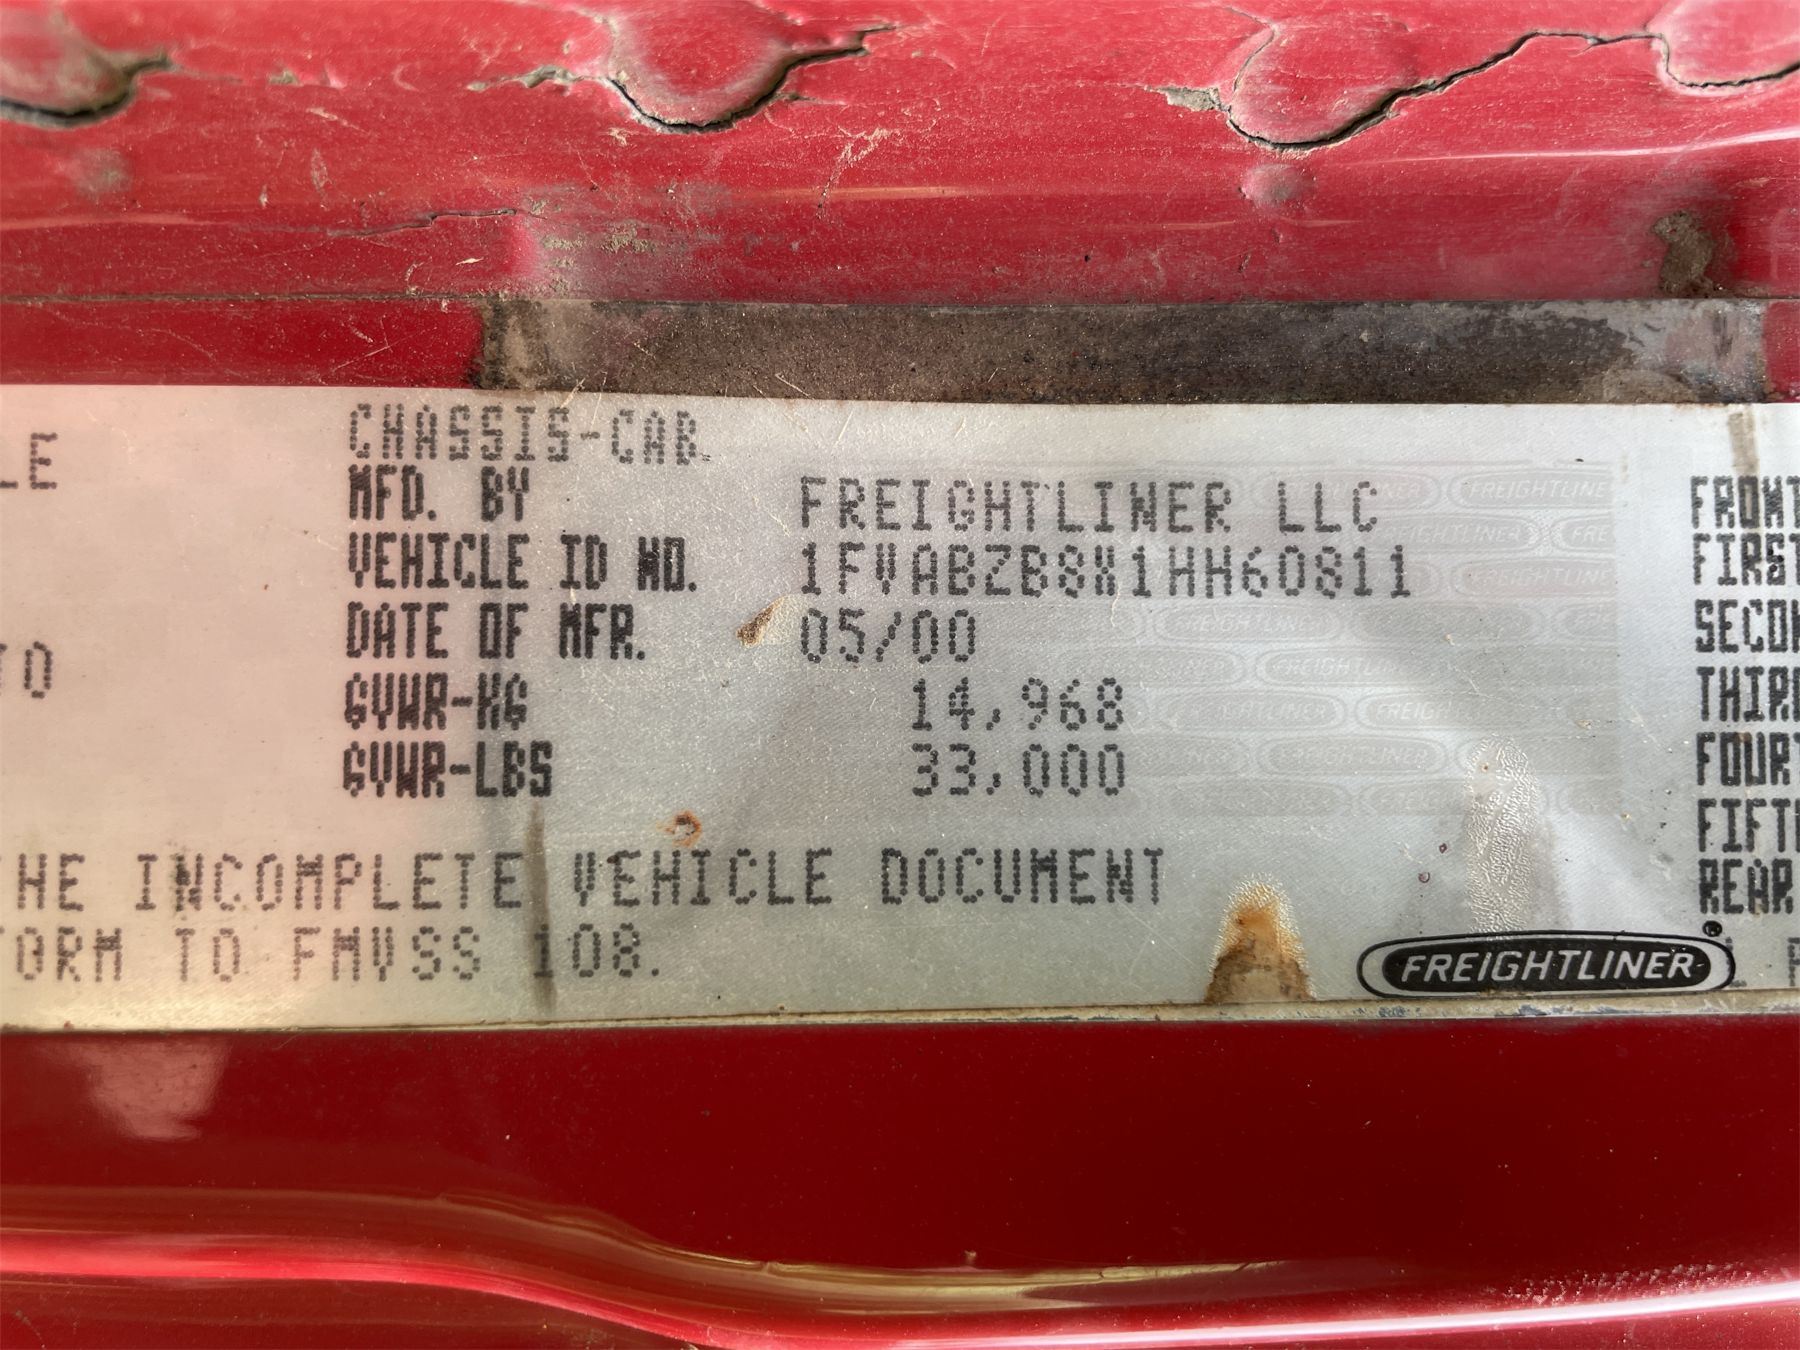 LE
CHASSIS-CAB
MFD. BY FREIGHTLINER LLC
VEHICLE ID NO. 1FVABZB8X1HH60811
DATE OF MFR. 05/00
GVWR-KG 14,968
GVWR-LBS 33,000
HE INCOMPLETE VEHICLE DOCUMENT
ORM TO FMVSS 108.
FRONT
FIRST
SECON
THIRD
FOURT
FIFTH
REAR
FREIGHTLINER®